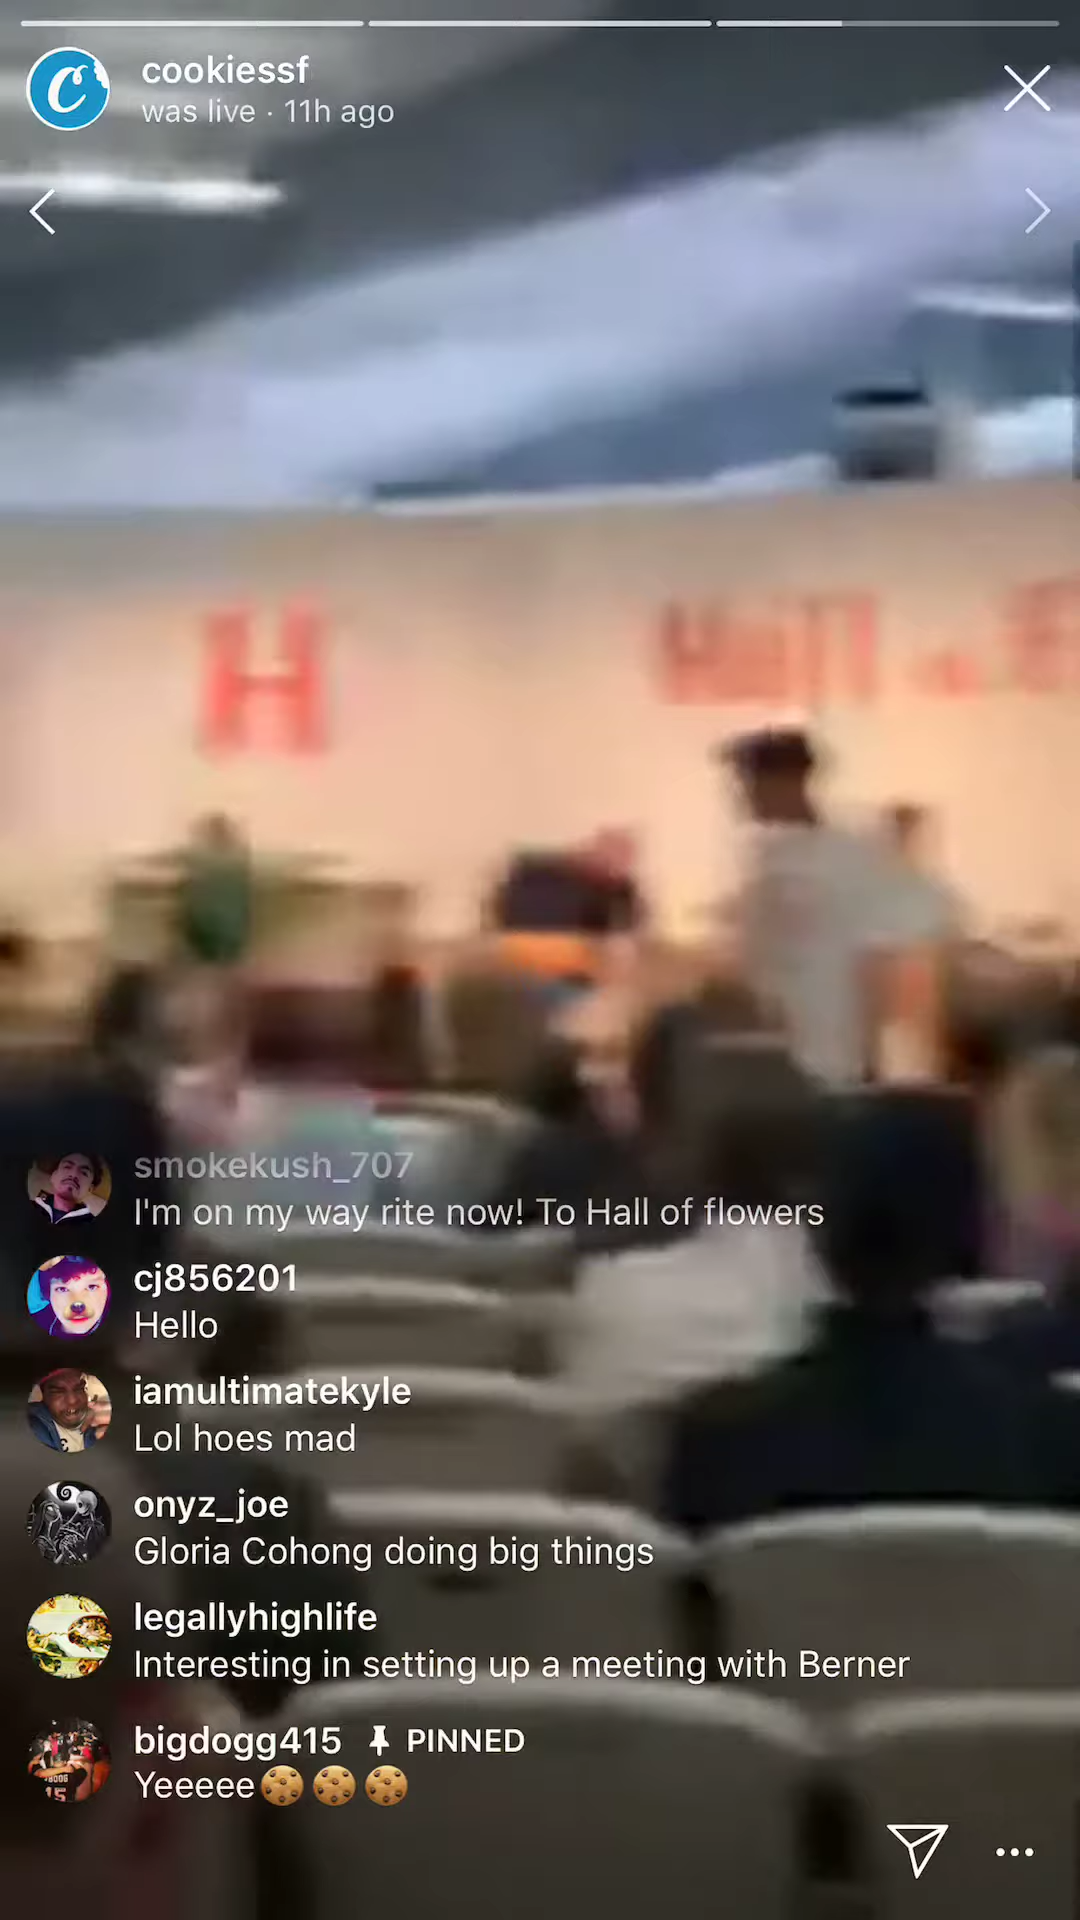 cookiessf
was live · 11h ago
H
smokekush_707
I'm on my way rite now! To Hall of flowers
cj856201
Hello
iamultimatekyle
Lol hoes mad
onyz_joe
Gloria Cohong doing big things
legallyhighlife
Interesting in setting up a meeting with Berner
bigdogg415 PINNED
Yeeeee🍪🍪🍪